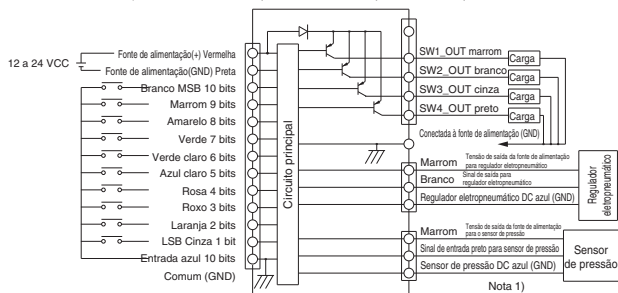 12 a 24 VCC
Fonte de alimentação(+) Vermelha
Fonte de alimentação(GND) Preta
Branco MSB 10 bits
Marrom 9 bits
Amarelo 8 bits
Verde 7 bits
Verde claro 6 bits
Azul claro 5 bits
Rosa 4 bits
Roxo 3 bits
Laranja 2 bits
LSB Cinza 1 bit
Entrada azul 10 bits
Comum (GND)
Circuito principal
SW1_OUT marrom
Carga
SW2_OUT branco
Carga
SW3_OUT cinza
Carga
SW4_OUT preto
Carga
Conectada à fonte de alimentação (GND)
Marrom
Tensão de saída da fonte de alimentação
para regulador eletropneumático
Branco
Sinal de saída para
regulador eletropneumático
Regulador eletropneumático DC azul (GND)
Regulador
eletropneumático
Marrom
Tensão de saída da fonte de alimentação
para o sensor de pressão
Sinal de entrada preto para sensor de pressão
Sensor de pressão DC azul (GND)
Sensor
de pressão
Nota 1)